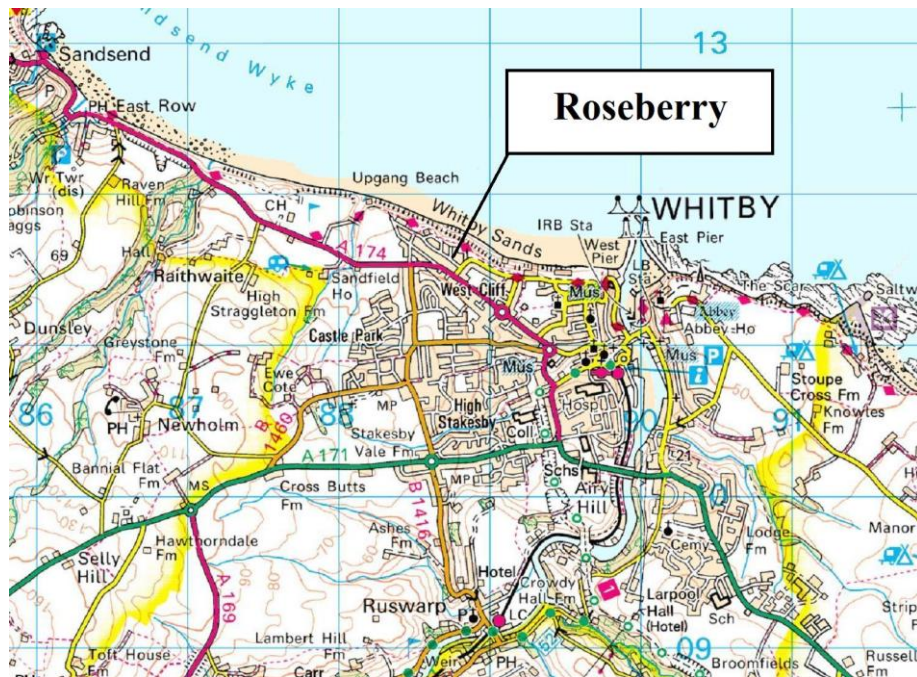 Sandsend
Sandsend Wyke
13
Roseberry
P
PH
East Row
Wr Twr
(dis)
Raven
Hill Fm
Upgang Beach
CH
Whitby Sands
IRB Sta
WHITBY
West
Pier
East Pier
LB
Sta
69
Hall
Raithwaite
A 174
Sandfield
Ho
West Cliff
Mus
The Scar
Abbey
Abbey Ho
High
Straggleton Fm
Dunsley
Castle Park
Greystone
Fm
Mus
Mus
P
i
Stoupe
Cross Fm
Ewe
Cote
86
87
88
90
91
PH
Newholm
B 1460
MP
High
Stakesby
Hosp
Knowles
Fm
Stakesby
Vale Fm
Coll
Bannial Flat
Fm
A 171
Schs
MS
Cross Butts
Fm
MP
Airy
Hill
B 1416
Selly
Hill
Hawthorndale
Fm
Ashes
Fm
Cemy
Lodge
Fm
Manor
A 169
Hotel
Crowdy
Hall Fm
1
Larpool
Hall
(Hotel)
Ruswarp
LC
Sch
Lambert Hill
Fm
09
Toft House
Fm
Weir
PH
52
Broomfields
Russell
Fm
Carr